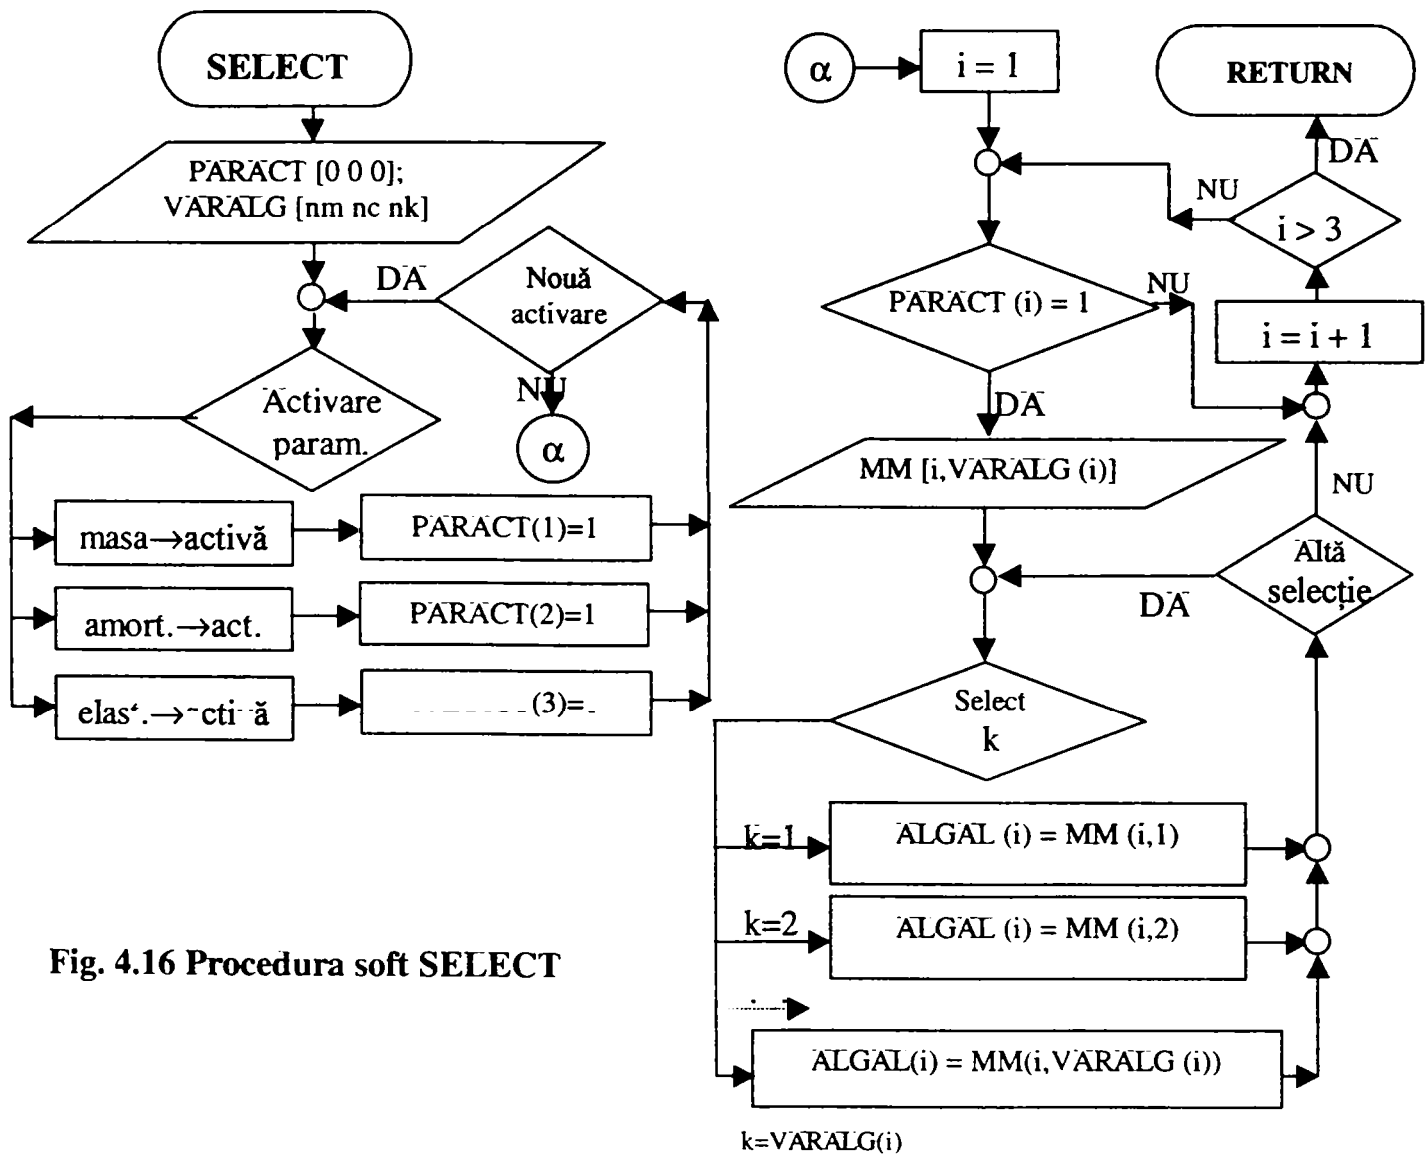 SELECT
PARACT [0 0 0];
VARALG [nm nc nk]
DA
Nouă
activare
NU
α
Activare
param.
masa→activă
PARACT(1)=1
amort.→act.
PARACT(2)=1
(3)=
α
i = 1
RETURN
DA
NU
i > 3
PARACT (i) = 1
NU
i = i + 1
DA
MM [i,VARALG (i)]
NU
Altă
selecție
DA
Select
k
k=1
ALGAL (i) = MM (i,1)
k=2
ALGAL (i) = MM (i,2)
ALGAL(i) = MM(i,VARALG (i))
k=VARALG(i)
Fig. 4.16 Procedura soft SELECT